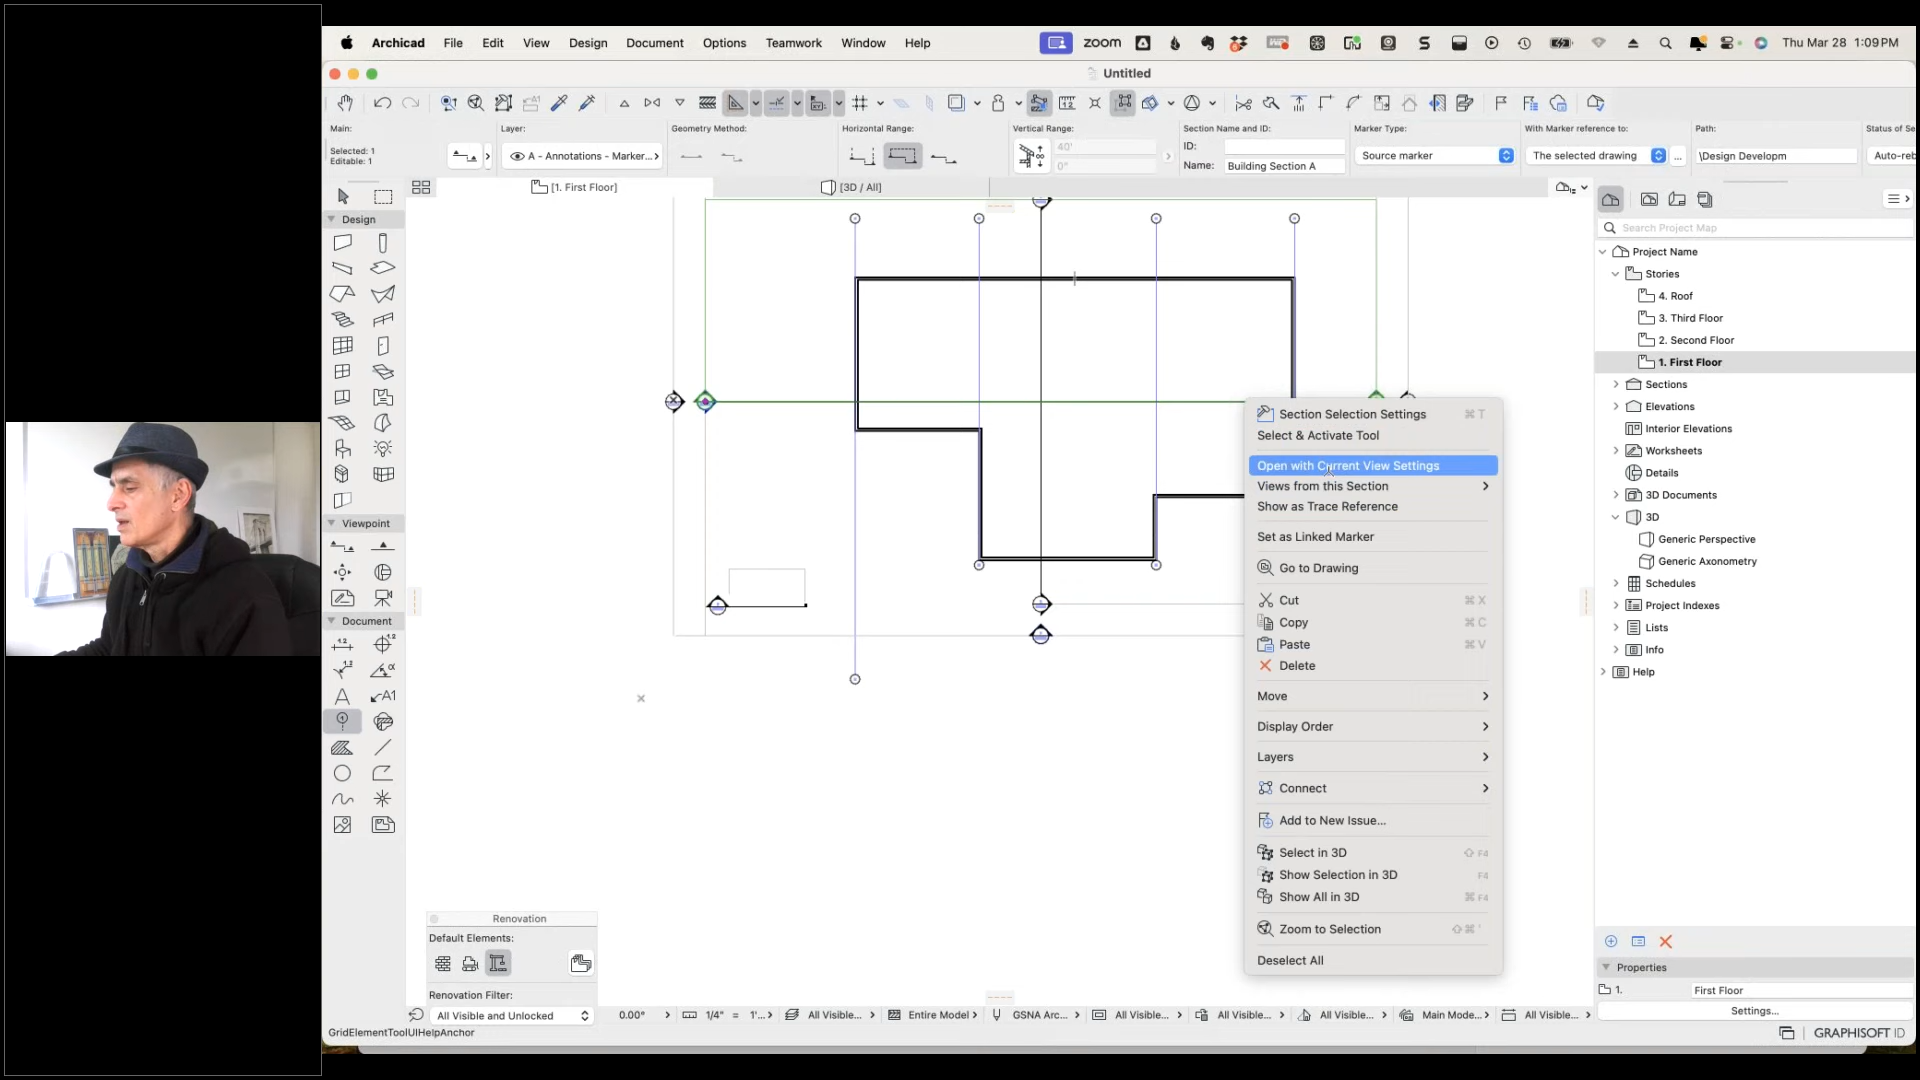 Archicad File Edit View Design Document Options Teamwork Window Help
zoom
Thu Mar 28 1:09 PM
Untitled
Main:
Layer:
Geometry Method:
Horizontal Range:
Vertical Range:
Section Name and ID:
Marker Type:
With Marker reference to:
Path:
Status of Se
Selected: 1
Editable: 1
A - Annotations - Marker...
40'
0"
ID:
Name: Building Section A
Source marker
The selected drawing
...
\Design Developm
Auto-reb
[1. First Floor]
[3D / All]
Design
Viewpoint
Document
Search Project Map
Project Name
Stories
4. Roof
3. Third Floor
2. Second Floor
1. First Floor
Sections
Elevations
Interior Elevations
Worksheets
Details
3D Documents
3D
Generic Perspective
Generic Axonometry
Schedules
Project Indexes
Lists
Info
Help
Section Selection Settings ⌘ T
Select & Activate Tool
Open with Current View Settings
Views from this Section
Show as Trace Reference
Set as Linked Marker
Go to Drawing
Cut ⌘ X
Copy ⌘ C
Paste ⌘ V
Delete
Move
Display Order
Layers
Connect
Add to New Issue...
Select in 3D ⇧ F4
Show Selection in 3D F4
Show All in 3D ⌘ F4
Zoom to Selection ⇧ ⌘ '
Deselect All
Renovation
Default Elements:
Renovation Filter:
All Visible and Unlocked
0.00°
1/4" = 1'...
All Visible...
Entire Model
GSNA Arc...
All Visible...
All Visible...
All Visible...
Main Mode...
All Visible...
GridElementToolUIHelpAnchor
Properties
1. First Floor
Settings...
GRAPHISOFT ID